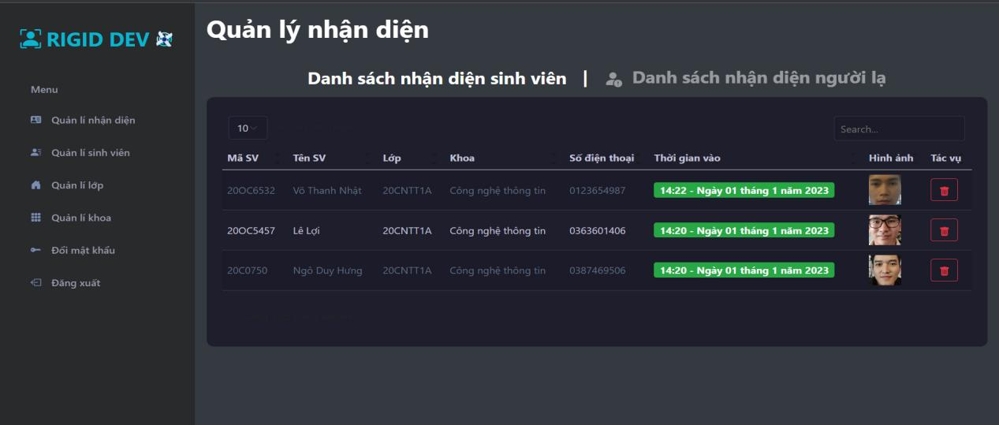 RIGID DEV
Menu
Quản lí nhận diện
Quản lí sinh viên
Quản lí lớp
Quản lí khoa
Đổi mật khẩu
Đăng xuất
Quản lý nhận diện
Danh sách nhận diện sinh viên | Danh sách nhận diện người lạ
10
Search...
Mã SV Tên SV Lớp Khoa Số điện thoại Thời gian vào Hình ảnh Tác vụ
20OC6532 Võ Thanh Nhật 20CNTT1A Công nghệ thông tin 0123654987 14:22 - Ngày 01 tháng 1 năm 2023
20OC5457 Lê Lợi 20CNTT1A Công nghệ thông tin 0363601406 14:20 - Ngày 01 tháng 1 năm 2023
20C0750 Ngô Duy Hưng 20CNTT1A Công nghệ thông tin 0387469506 14:20 - Ngày 01 tháng 1 năm 2023